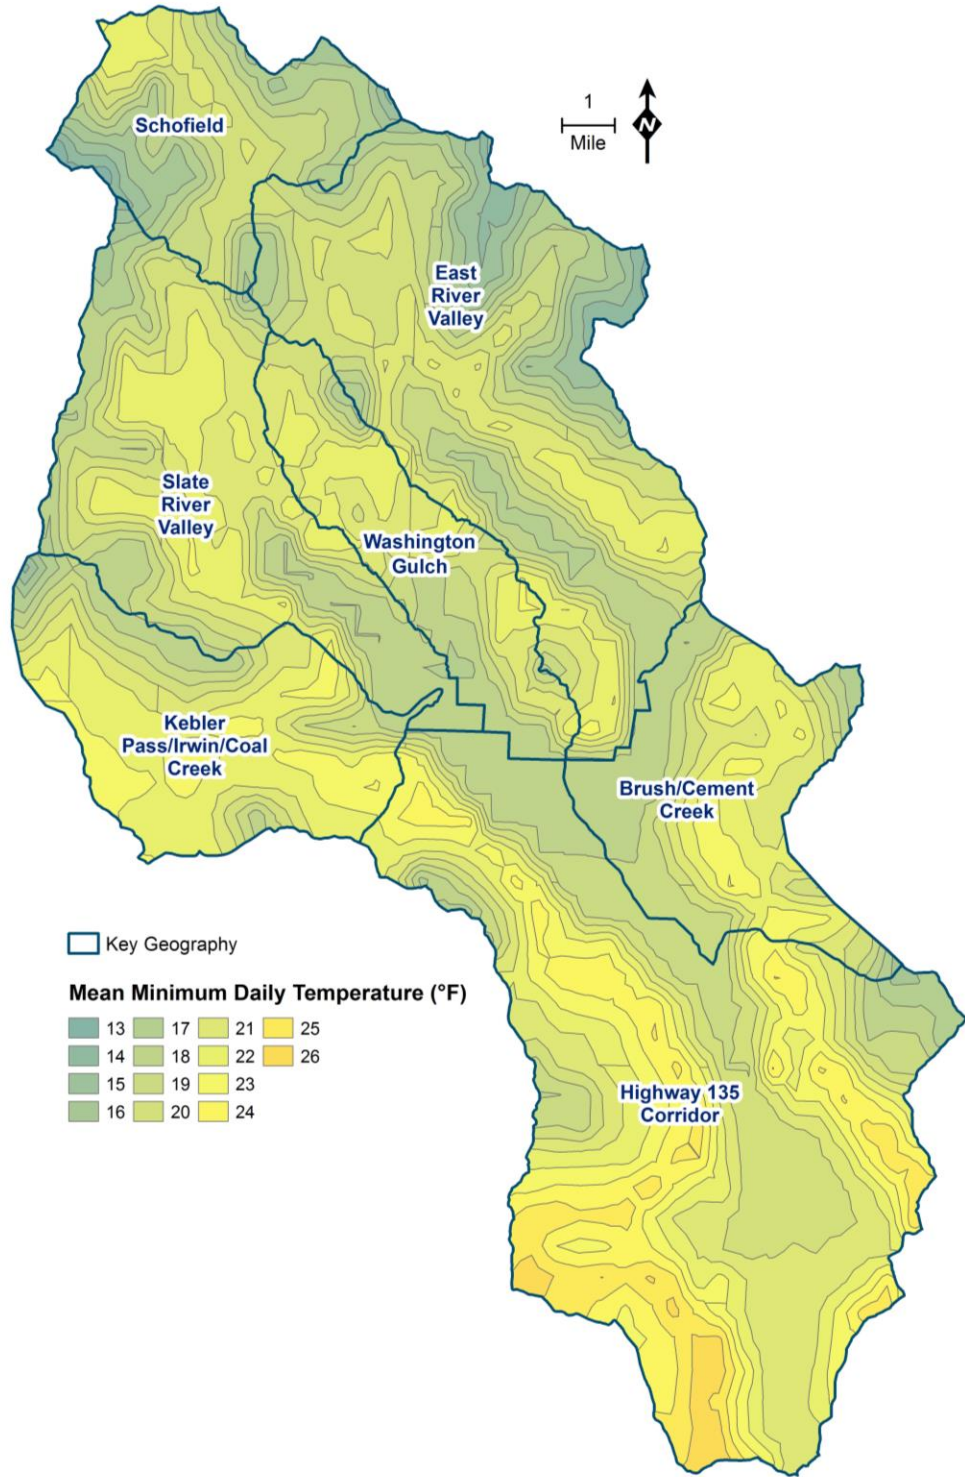 Schofield
1
Mile
N
East
River
Valley
Slate
River
Valley
Washington
Gulch
Kebler
Pass/Irwin/Coal
Creek
Brush/Cement
Creek
Key Geography
Mean Minimum Daily Temperature (°F)
13 17 21 25
14 18 22 26
15 19 23
16 20 24
Highway 135
Corridor